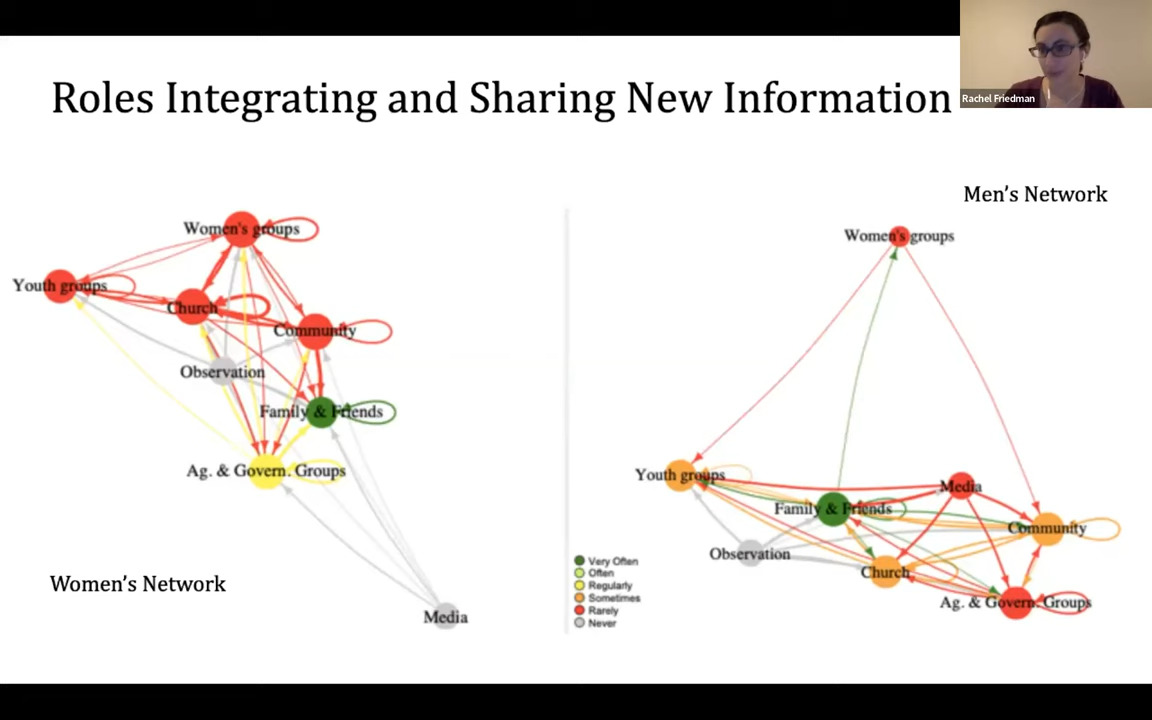 Roles Integrating and Sharing New Information
Rachel Friedman
Men's Network
Women's groups
Youth groups
Church
Community
Observation
Family & Friends
Ag. & Govern. Groups
Media
Women's Network
Women's groups
Youth groups
Media
Family & Friends
Community
Observation
Church
Ag. & Govern. Groups
Very Often
Often
Regularly
Sometimes
Rarely
Never